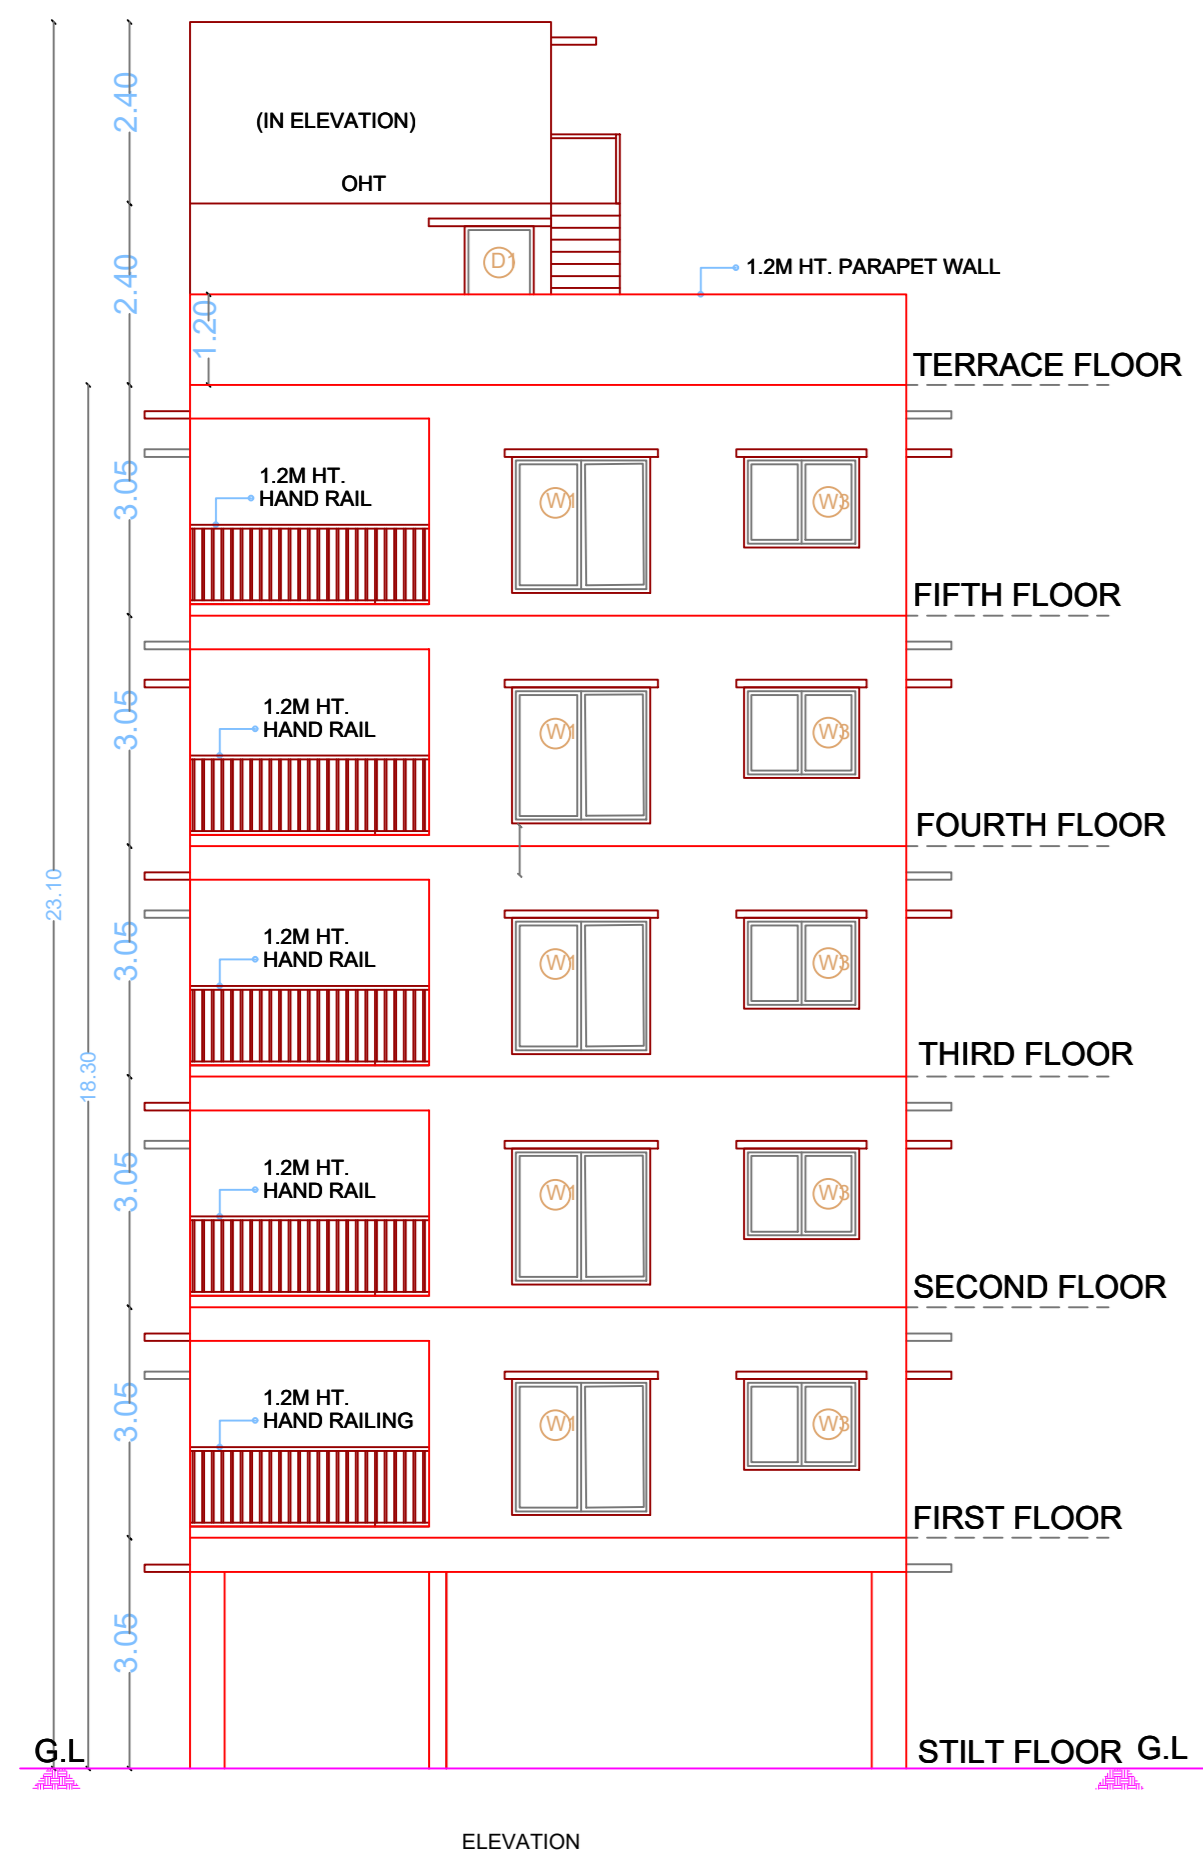 2.40
(IN ELEVATION)
OHT
2.40
D1
1.2M HT. PARAPET WALL
1.20
TERRACE FLOOR
3.05
1.2M HT.
HAND RAIL
W1
W3
FIFTH FLOOR
3.05
1.2M HT.
HAND RAIL
W1
W3
FOURTH FLOOR
23.10
3.05
1.2M HT.
HAND RAIL
W1
W3
THIRD FLOOR
18.30
3.05
1.2M HT.
HAND RAIL
W1
W3
SECOND FLOOR
3.05
1.2M HT.
HAND RAILING
W1
W3
FIRST FLOOR
3.05
G.L
STILT FLOOR
G.L
ELEVATION